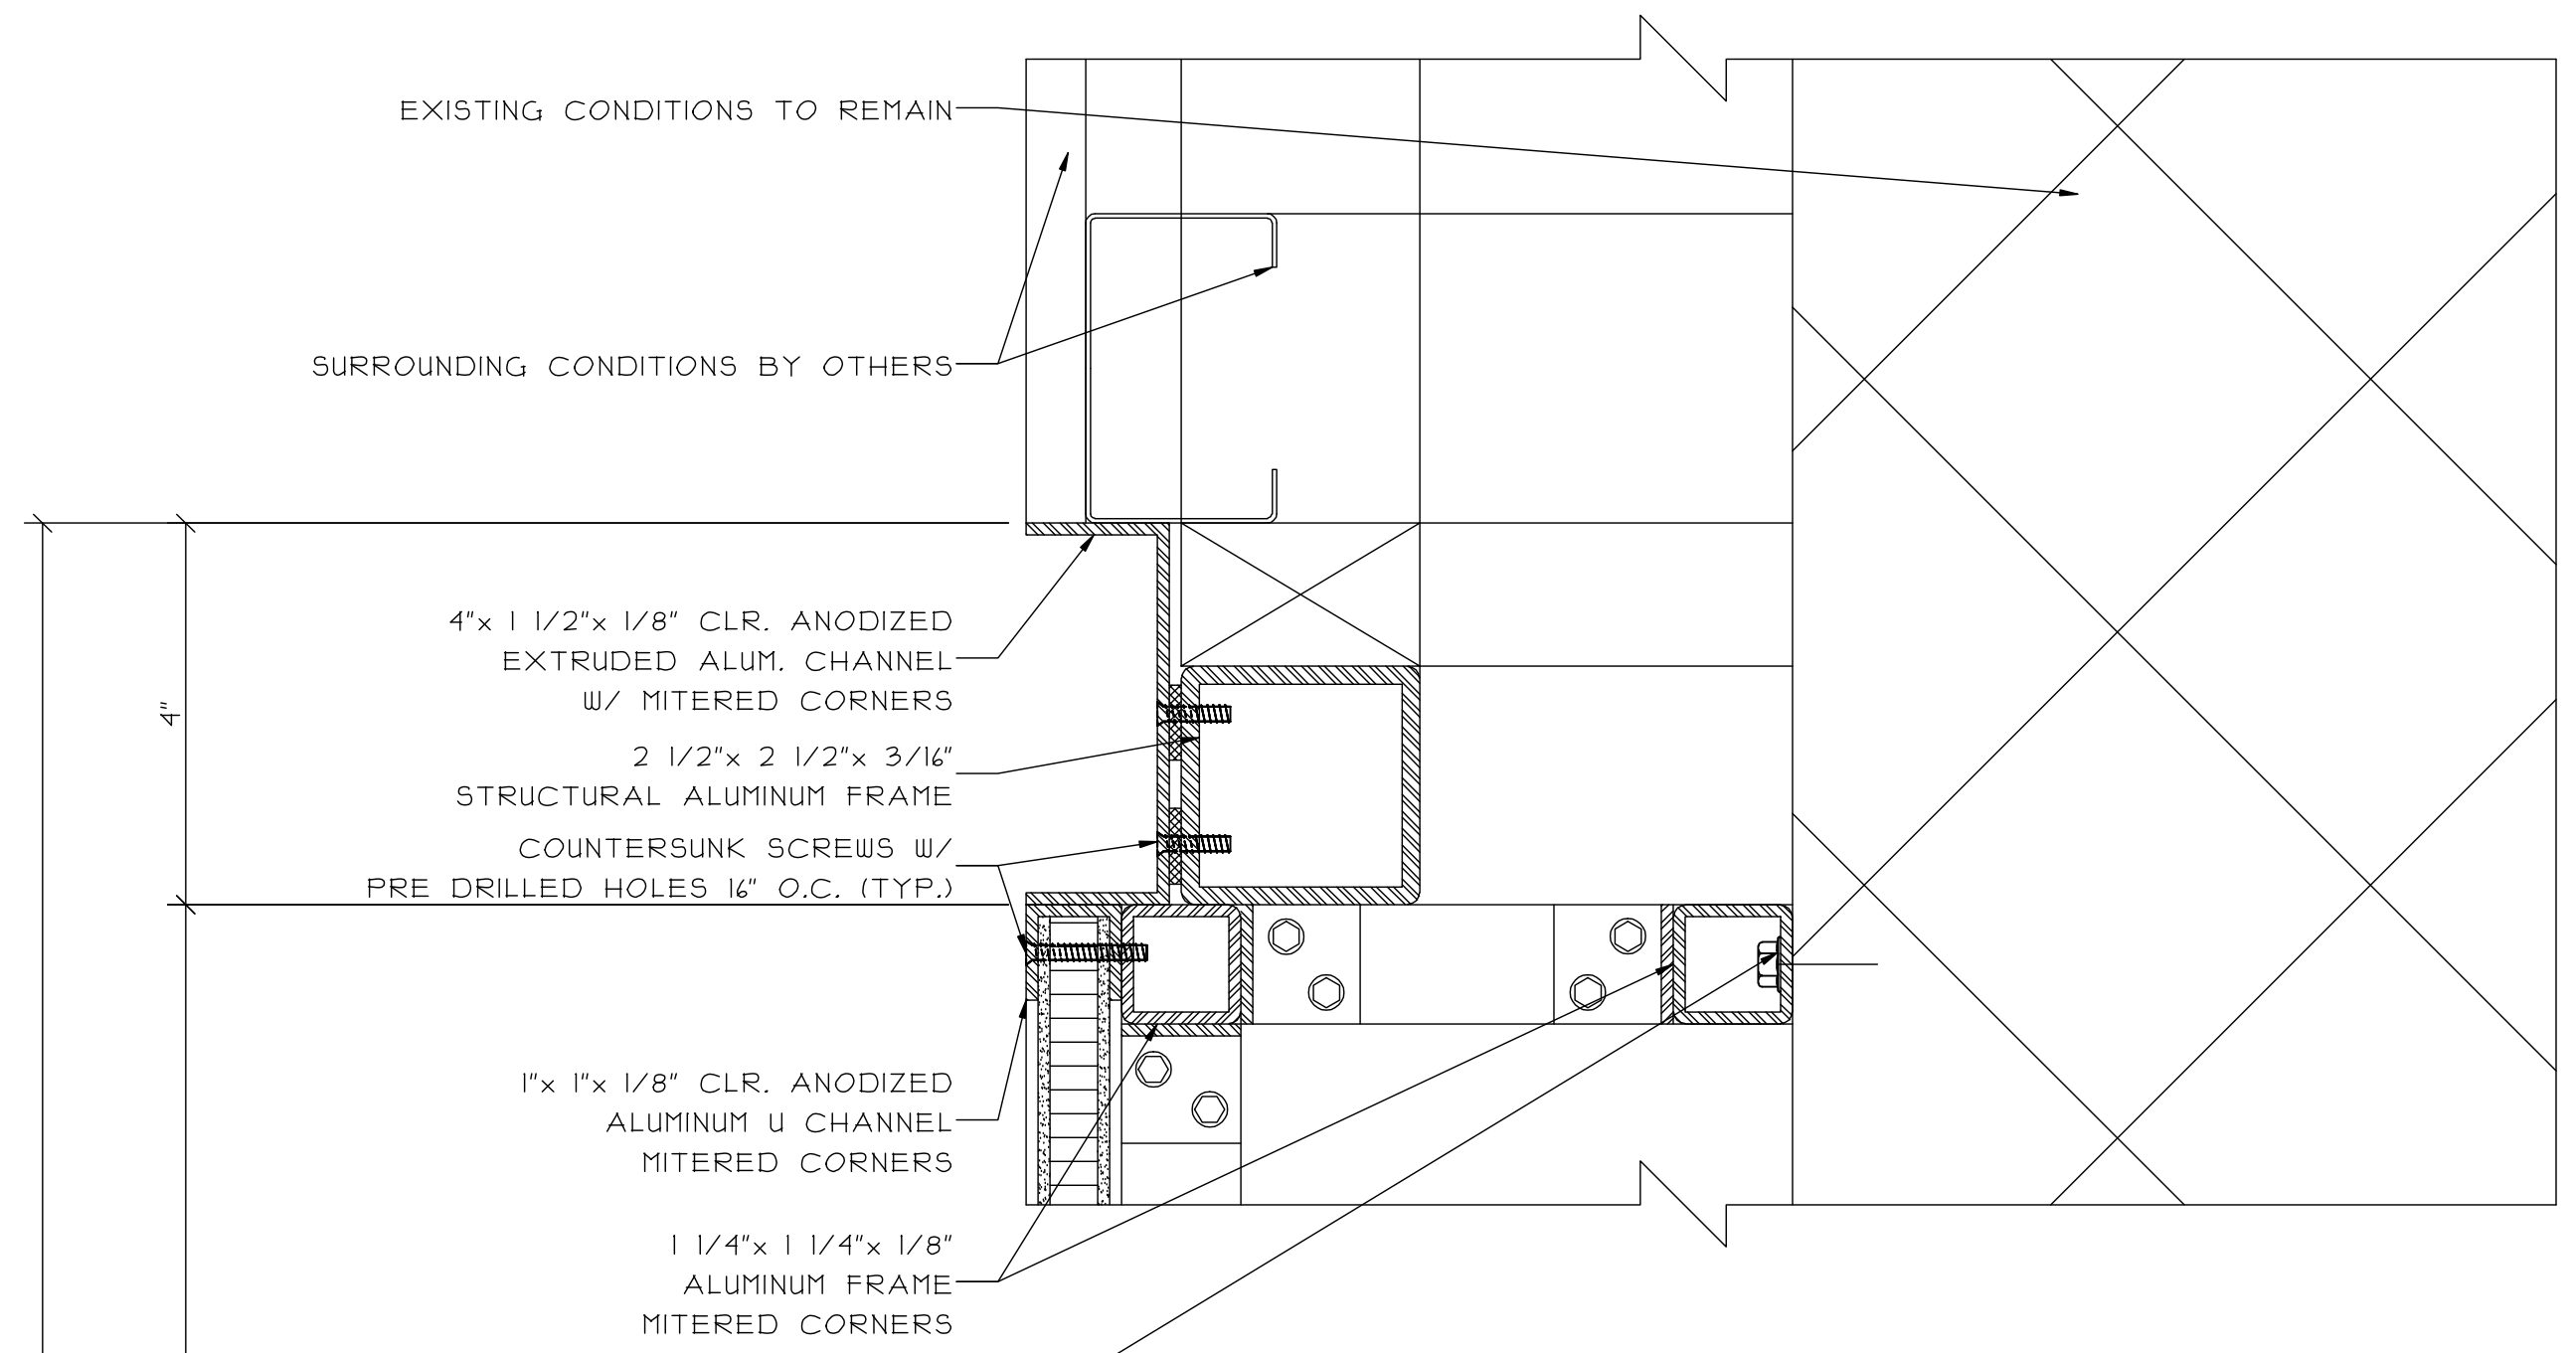 EXISTING CONDITIONS TO REMAIN
SURROUNDING CONDITIONS BY OTHERS
4"x 1 1/2"x 1/8" CLR. ANODIZED
EXTRUDED ALUM. CHANNEL
W/ MITERED CORNERS
4"
2 1/2"x 2 1/2"x 3/16"
STRUCTURAL ALUMINUM FRAME
COUNTERSUNK SCREWS W/
PRE DRILLED HOLES 16" O.C. (TYP.)
1"x 1"x 1/8" CLR. ANODIZED
ALUMINUM U CHANNEL
MITERED CORNERS
1 1/4"x 1 1/4"x 1/8"
ALUMINUM FRAME
MITERED CORNERS